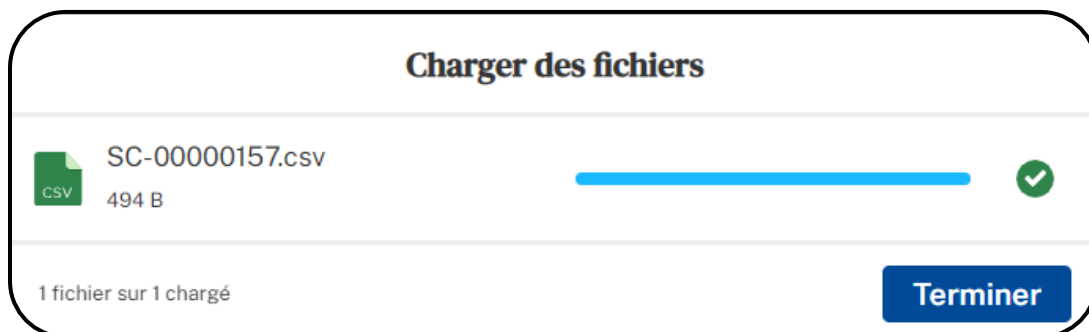 Charger des fichiers
SC-00000157.csv
CSV
494 B
1 fichier sur 1 chargé
Terminer